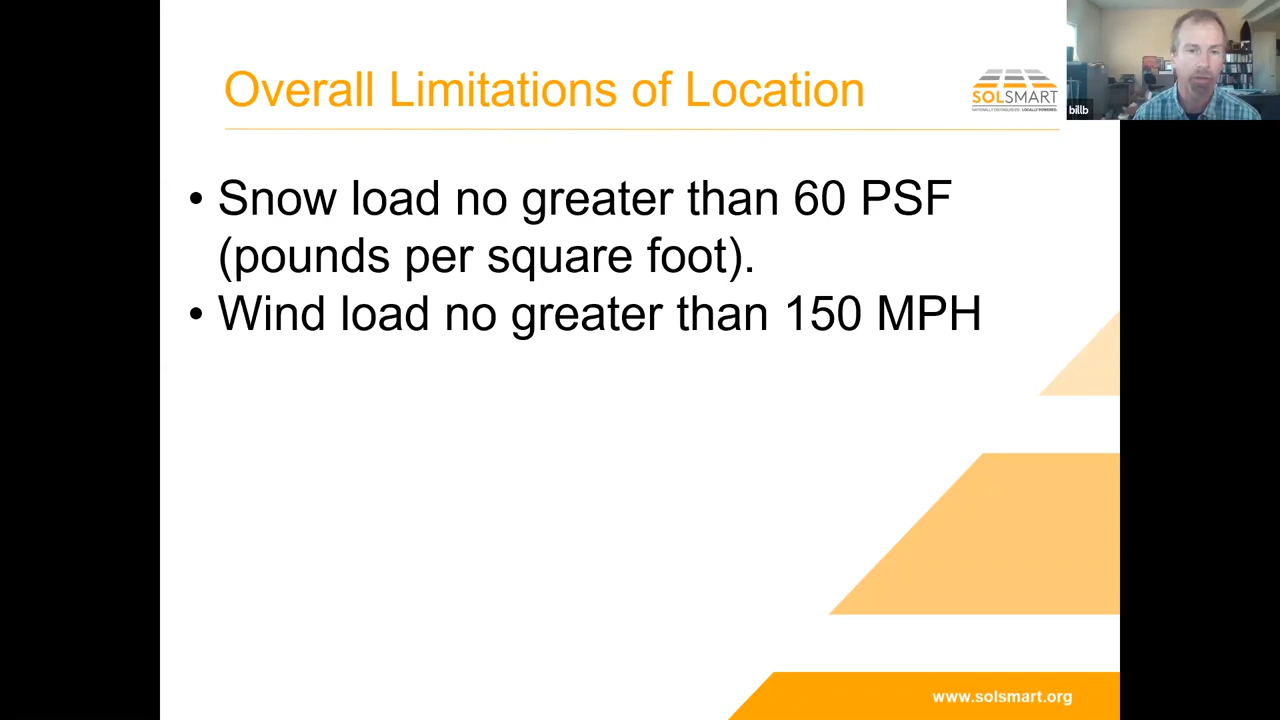 Overall Limitations of Location
SOLSMART
NATIONALLY DISTINGUISHED. LOCALLY POWERED.
billb
• Snow load no greater than 60 PSF
(pounds per square foot).
• Wind load no greater than 150 MPH
www.solsmart.org